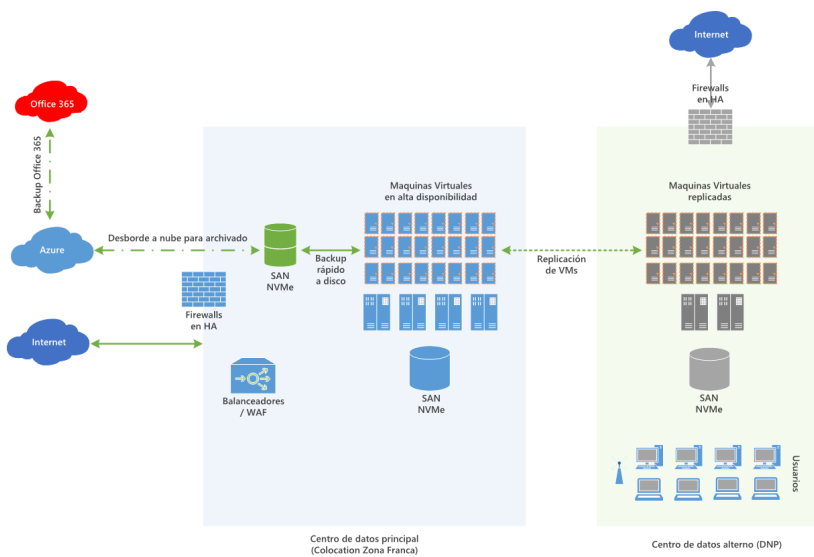 Internet
Firewalls
en HA
Office 365
Backup Office 365
Azure
Desborde a nube para archivado
SAN
NVMe
Backup
rápido
a disco
Maquinas Virtuales
en alta disponibilidad
Replicación
de VMs
Maquinas Virtuales
replicadas
Firewalls
en HA
Internet
Balanceadores
/ WAF
SAN
NVMe
SAN
NVMe
Usuarios
Centro de datos principal
(Colocation Zona Franca)
Centro de datos alterno (DNP)